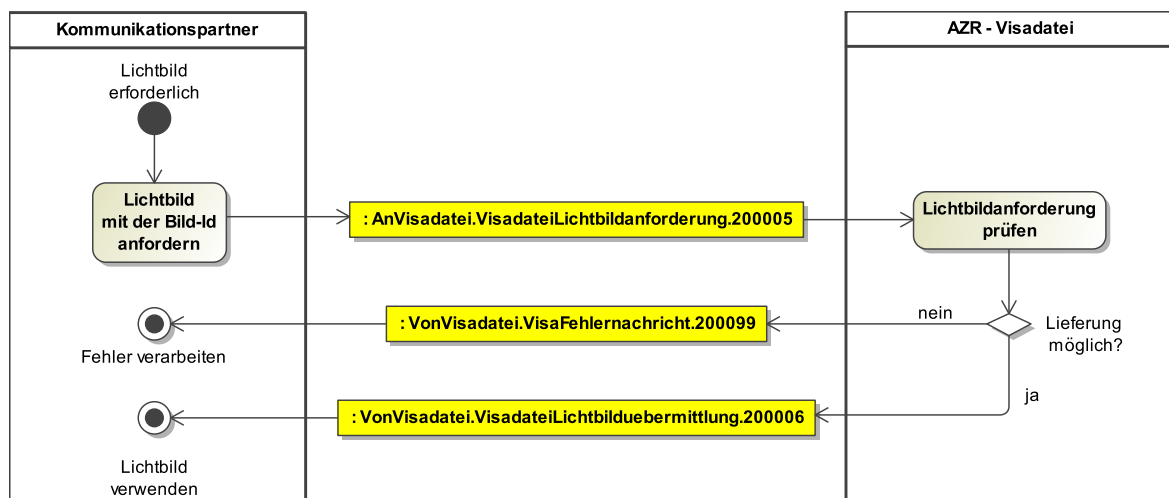 Kommunikationspartner
AZR - Visadatei
Lichtbild
erforderlich
Lichtbild
mit der Bild-Id
anfordern
: AnVisadatei.VisadateiLichtbildanforderung.200005
Lichtbildanforderung
prüfen
: VonVisadatei.VisaFehlernachricht.200099
nein
Lieferung
möglich?
Fehler verarbeiten
ja
: VonVisadatei.VisadateiLichtbilduebermittlung.200006
Lichtbild
verwenden